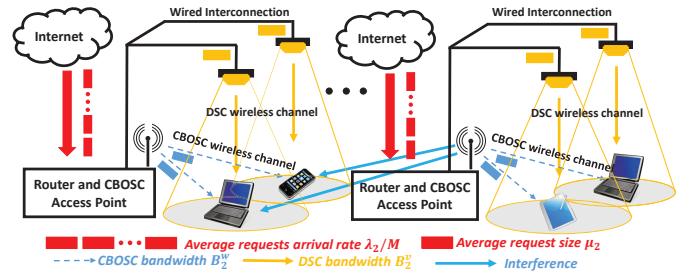 Wired Interconnection
Wired Interconnection
Internet
Internet
DSC wireless channel
DSC wireless channel
CBOSC wireless channel
CBOSC wireless channel
Router and CBOSC
Access Point
Router and CBOSC
Access Point
Average requests arrival rate λ₂/M
Average request size μ₂
CBOSC bandwidth B₂ʷ
DSC bandwidth B₂ᵛ
Interference